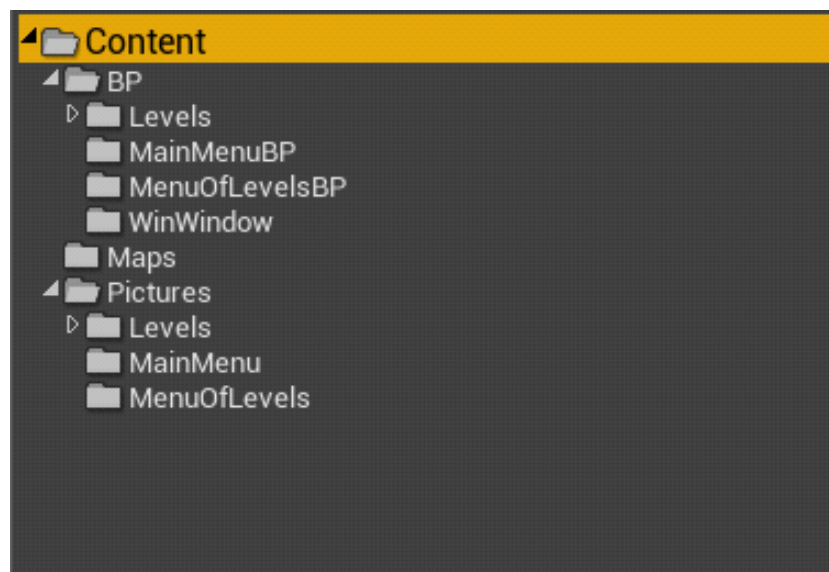 Content
BP
Levels
MainMenuBP
MenuOfLevelsBP
WinWindow
Maps
Pictures
Levels
MainMenu
MenuOfLevels